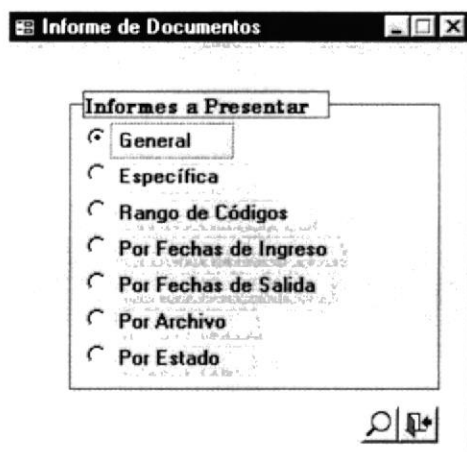 Informe de Documentos
Informes a Presentar
General
Específica
Rango de Códigos
Por Fechas de Ingreso
Por Fechas de Salida
Por Archivo
Por Estado